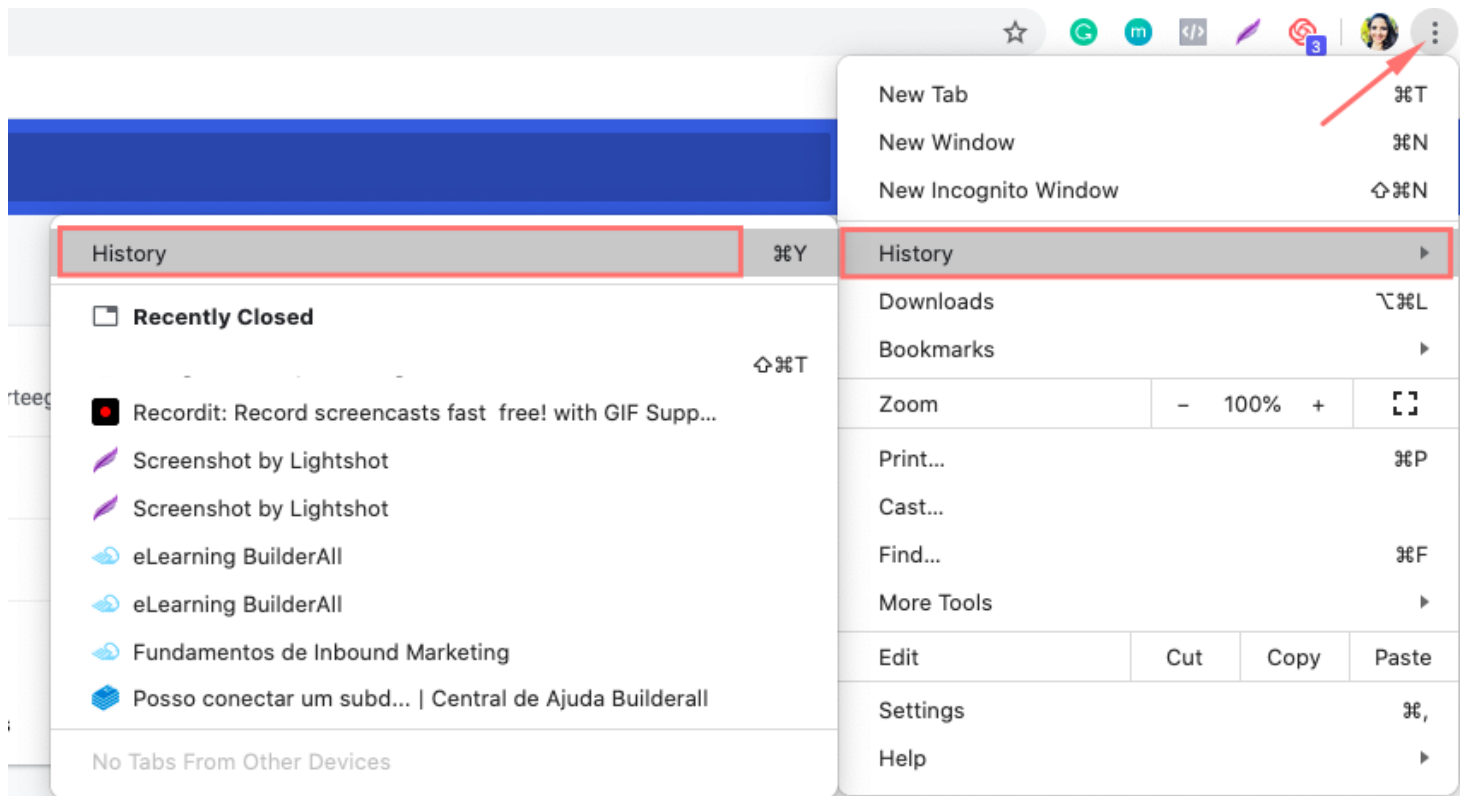 3
New Tab ⌘T
New Window ⌘N
New Incognito Window ⇧⌘N
History
Downloads ⌥⌘L
Bookmarks
Zoom - 100% +
Print... ⌘P
Cast...
Find... ⌘F
More Tools
Edit Cut Copy Paste
Settings ⌘,
Help
History ⌘Y
Recently Closed
⇧⌘T
Recordit: Record screencasts fast free! with GIF Supp...
Screenshot by Lightshot
Screenshot by Lightshot
eLearning BuilderAll
eLearning BuilderAll
Fundamentos de Inbound Marketing
Posso conectar um subd... | Central de Ajuda Builderall
No Tabs From Other Devices